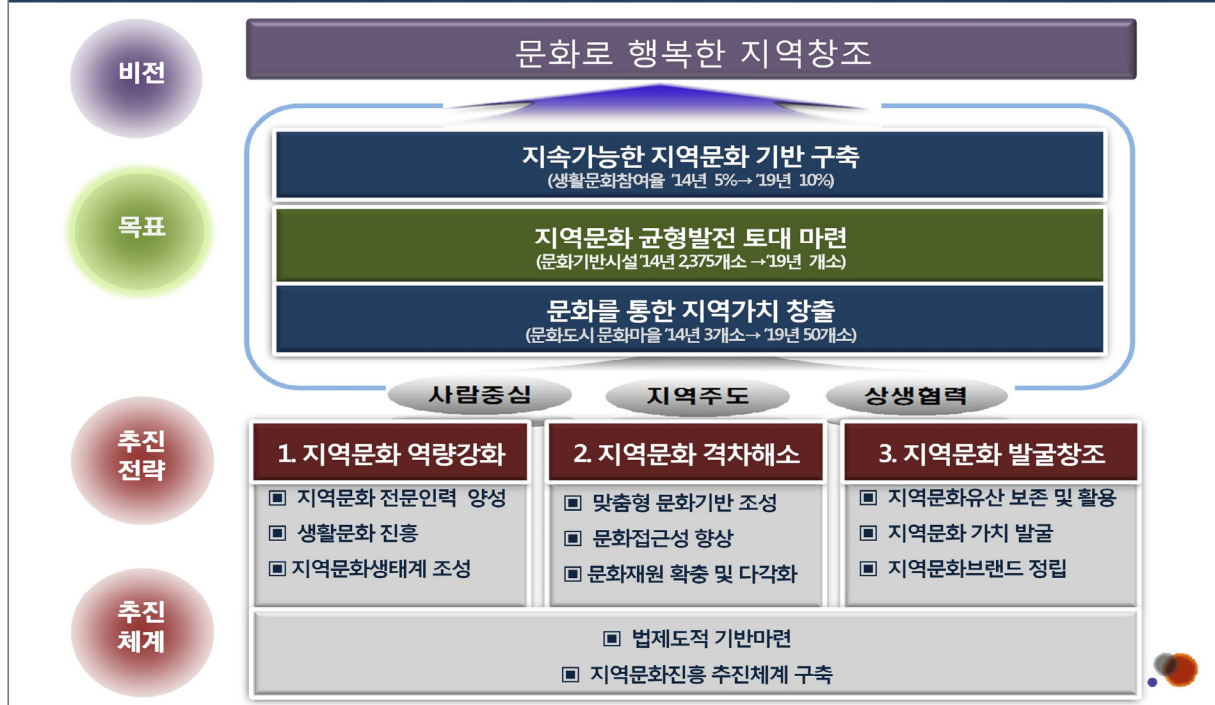 비전
문화로 행복한 지역창조
목표
지속가능한 지역문화 기반 구축
(생활문화참여율 '14년 5%→ '19년 10%)
지역문화 균형발전 토대 마련
(문화기반시설'14년 2,375개소 →'19년 개소)
문화를 통한 지역가치 창출
(문화도시 문화마을 '14년 3개소→ '19년 50개소)
사람중심
지역주도
상생협력
추진
전략
1. 지역문화 역량강화
▣ 지역문화 전문인력 양성
▣ 생활문화 진흥
▣ 지역문화생태계 조성
2. 지역문화 격차해소
▣ 맞춤형 문화기반 조성
▣ 문화접근성 향상
▣ 문화재원 확충 및 다각화
3. 지역문화 발굴창조
▣ 지역문화유산 보존 및 활용
▣ 지역문화 가치 발굴
▣ 지역문화브랜드 정립
추진
체계
▣ 법제도적 기반마련
▣ 지역문화진흥 추진체계 구축